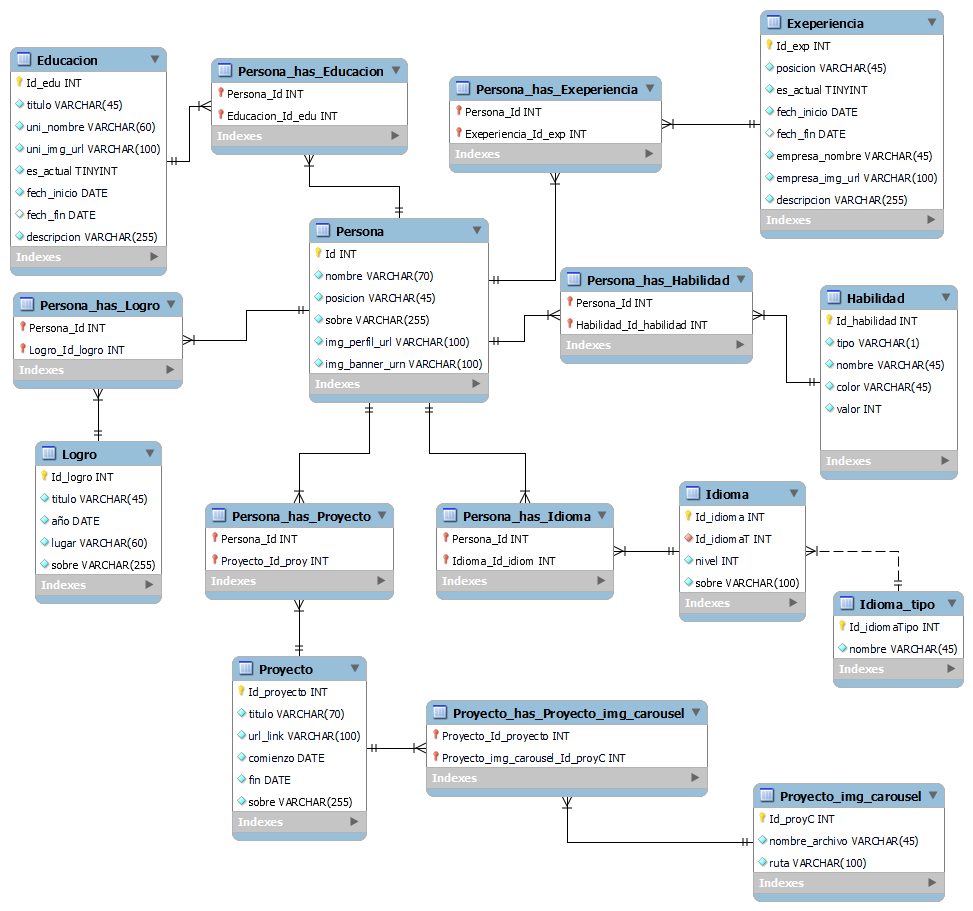 Educacion
Id_edu INT
titulo VARCHAR(45)
uni_nombre VARCHAR(60)
uni_img_url VARCHAR(100)
es_actual TINYINT
fech_inicio DATE
fech_fin DATE
descripcion VARCHAR(255)
Indexes
Persona_has_Educacion
Persona_Id INT
Educacion_Id_edu INT
Indexes
Persona_has_Exeperiencia
Persona_Id INT
Exeperiencia_Id_exp INT
Indexes
Exeperiencia
Id_exp INT
posicion VARCHAR(45)
es_actual TINYINT
fech_inicio DATE
fech_fin DATE
empresa_nombre VARCHAR(45)
empresa_img_url VARCHAR(100)
descripcion VARCHAR(255)
Indexes
Persona
Id INT
nombre VARCHAR(70)
posicion VARCHAR(45)
sobre VARCHAR(255)
img_perfil_url VARCHAR(100)
img_banner_urn VARCHAR(100)
Indexes
Persona_has_Logro
Persona_Id INT
Logro_Id_logro INT
Indexes
Persona_has_Habilidad
Persona_Id INT
Habilidad_Id_habilidad INT
Indexes
Habilidad
Id_habilidad INT
tipo VARCHAR(1)
nombre VARCHAR(45)
color VARCHAR(45)
valor INT
Indexes
Logro
Id_logro INT
titulo VARCHAR(45)
año DATE
lugar VARCHAR(60)
sobre VARCHAR(255)
Indexes
Persona_has_Proyecto
Persona_Id INT
Proyecto_Id_proy INT
Indexes
Persona_has_Idioma
Persona_Id INT
Idioma_Id_idiom INT
Indexes
Idioma
Id_idioma INT
Id_idiomaT INT
nivel INT
sobre VARCHAR(100)
Indexes
Idioma_tipo
Id_idiomaTipo INT
nombre VARCHAR(45)
Indexes
Proyecto
Id_proyecto INT
titulo VARCHAR(70)
url_link VARCHAR(100)
comienzo DATE
fin DATE
sobre VARCHAR(255)
Indexes
Proyecto_has_Proyecto_img_carousel
Proyecto_Id_proyecto INT
Proyecto_img_carousel_Id_proyC INT
Indexes
Proyecto_img_carousel
Id_proyC INT
nombre_archivo VARCHAR(45)
ruta VARCHAR(100)
Indexes